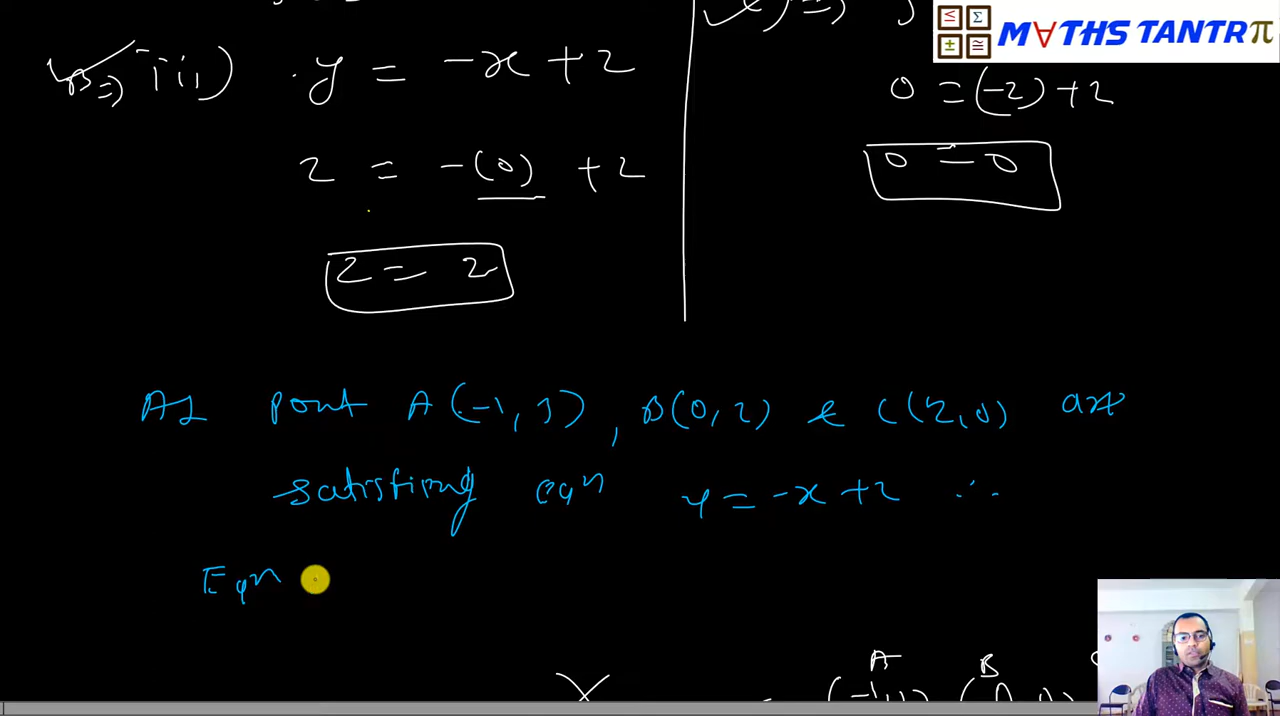 MATHS TANTRπ
≤ Σ
± ≅
B ⇒ iii) y = -x + 2
0 = (-2) + 2
2 = -(0) + 2
0 = 0
2 = 2
As point A(-1, 3), B(0, 2) & C(2, 0) are
satisfying eqn y = -x + 2 ∴
Eqn
A B